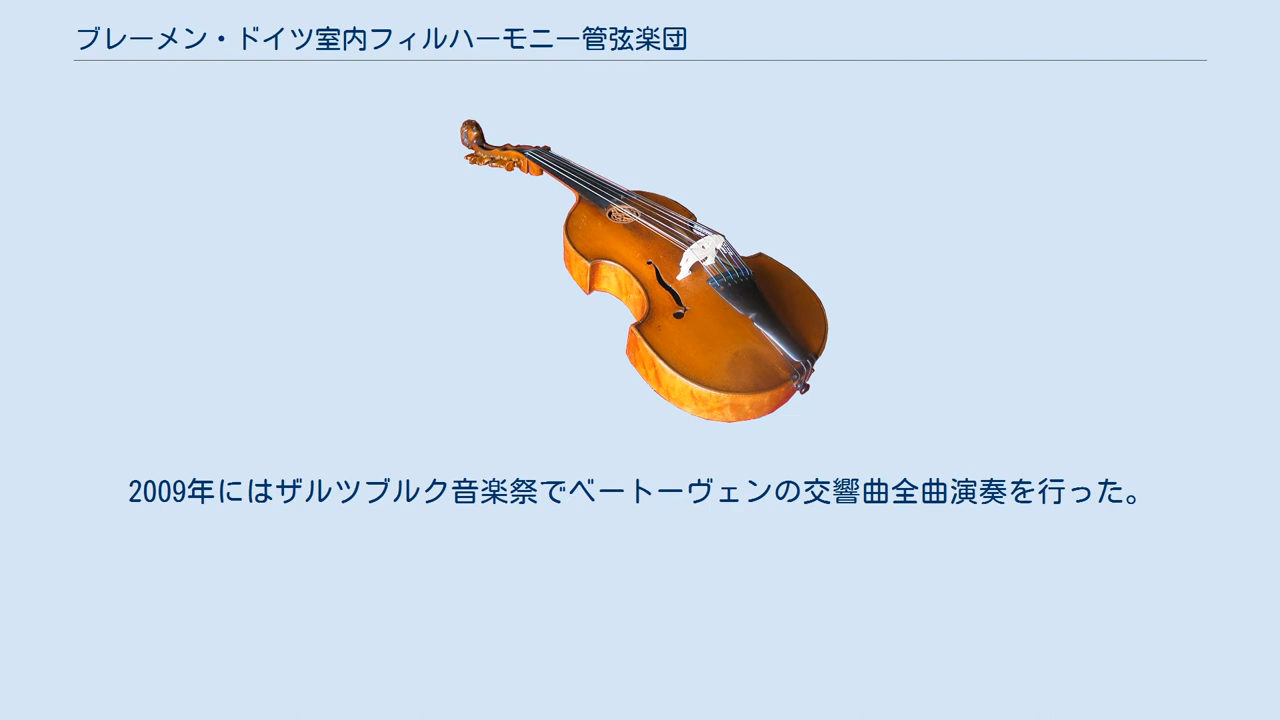 ブレーメン・ドイツ室内フィルハーモニー管弦楽団
2009年にはザルツブルク音楽祭でベートーヴェンの交響曲全曲演奏を行った。